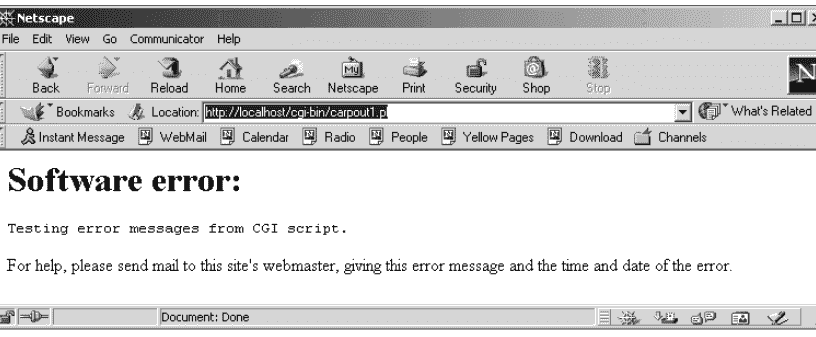 Netscape
File Edit View Go Communicator Help
Back Forward Reload Home Search My Netscape Print Security Shop Stop N
Bookmarks Location: http://localhost/cgi-bin/carpout1.pl What's Related
Instant Message WebMail Calendar Radio People Yellow Pages Download Channels
Software error:
Testing error messages from CGI script.
For help, please send mail to this site's webmaster, giving this error message and the time and date of the error.
Document: Done